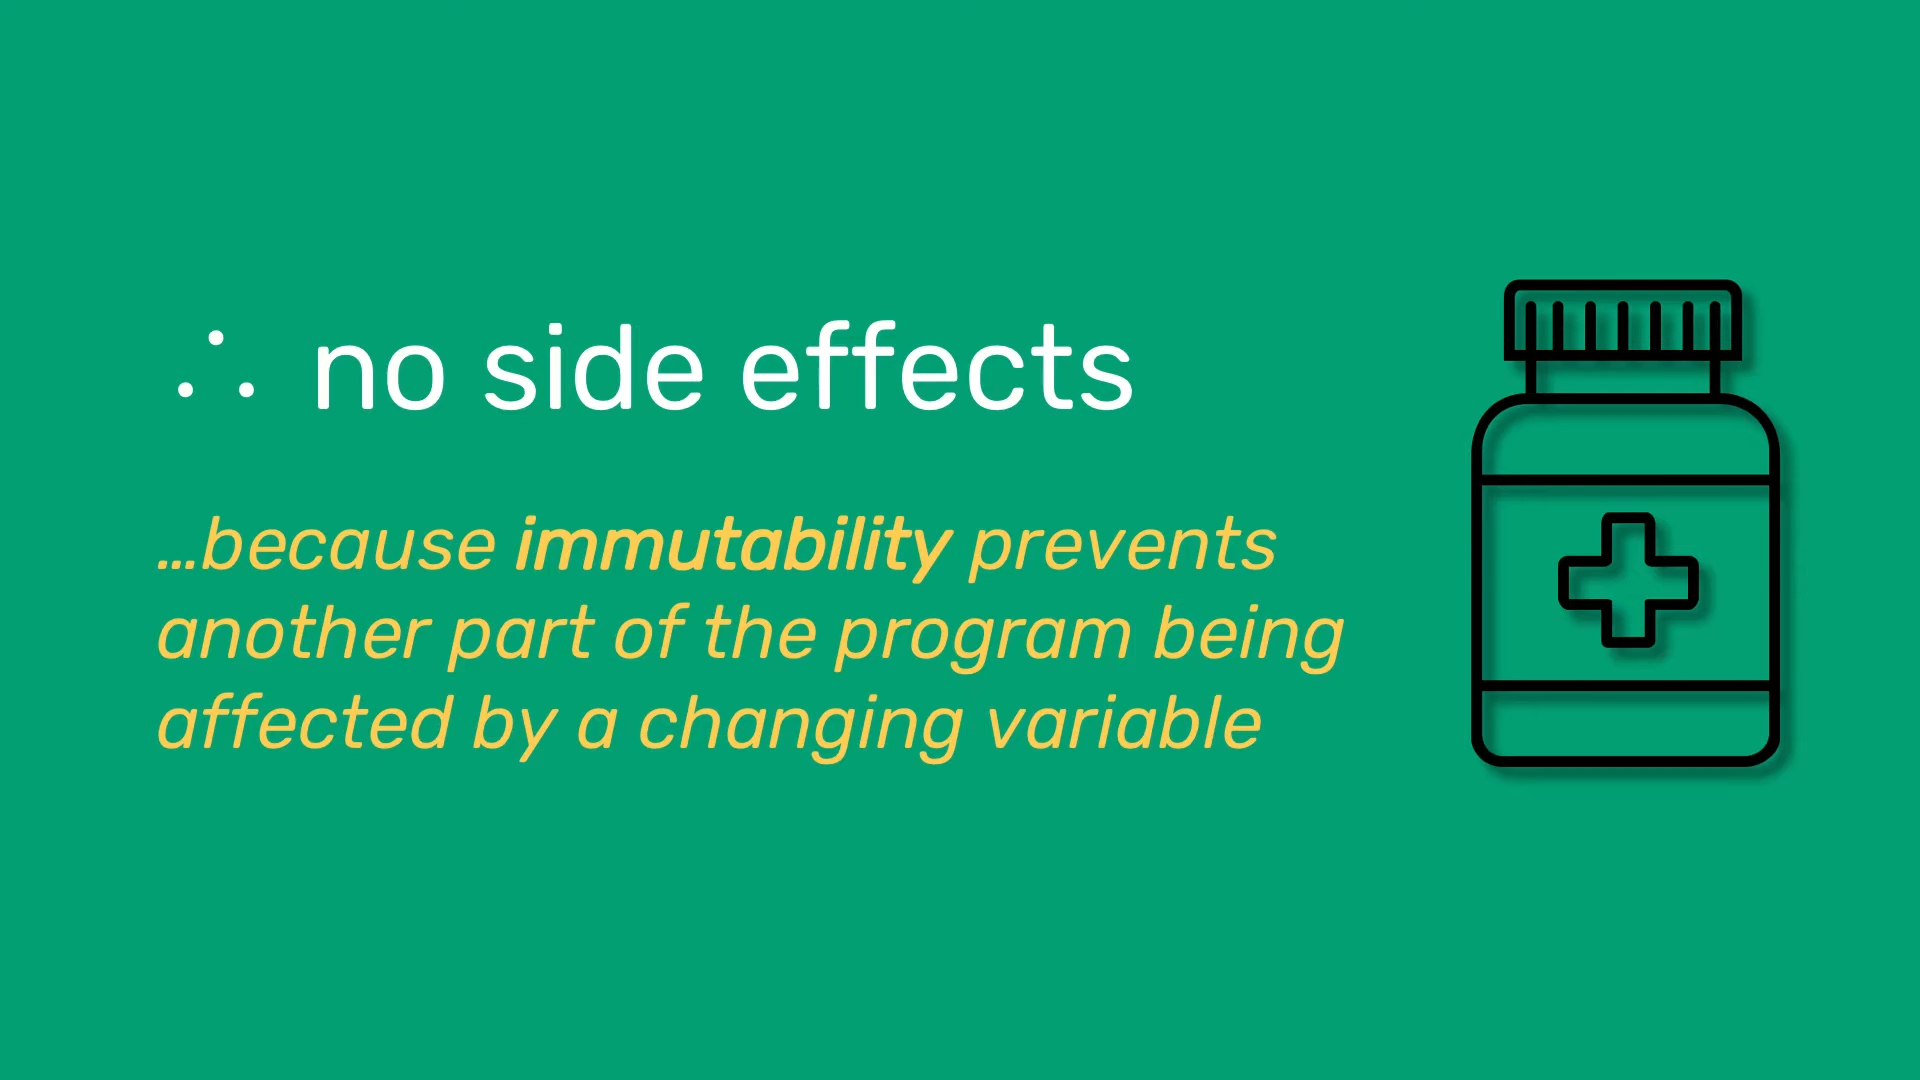 ∴ no side effects
…because immutability prevents
another part of the program being
affected by a changing variable